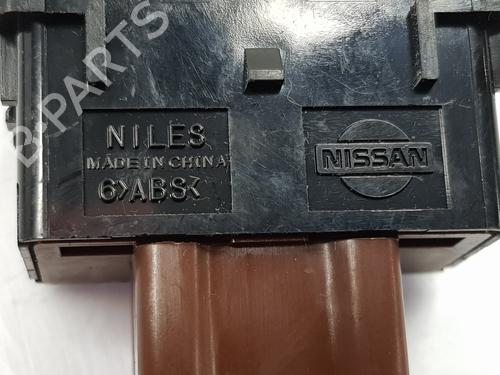 B-PARTS
NILES
MADE IN CHINA
6>ABS<
NISSAN